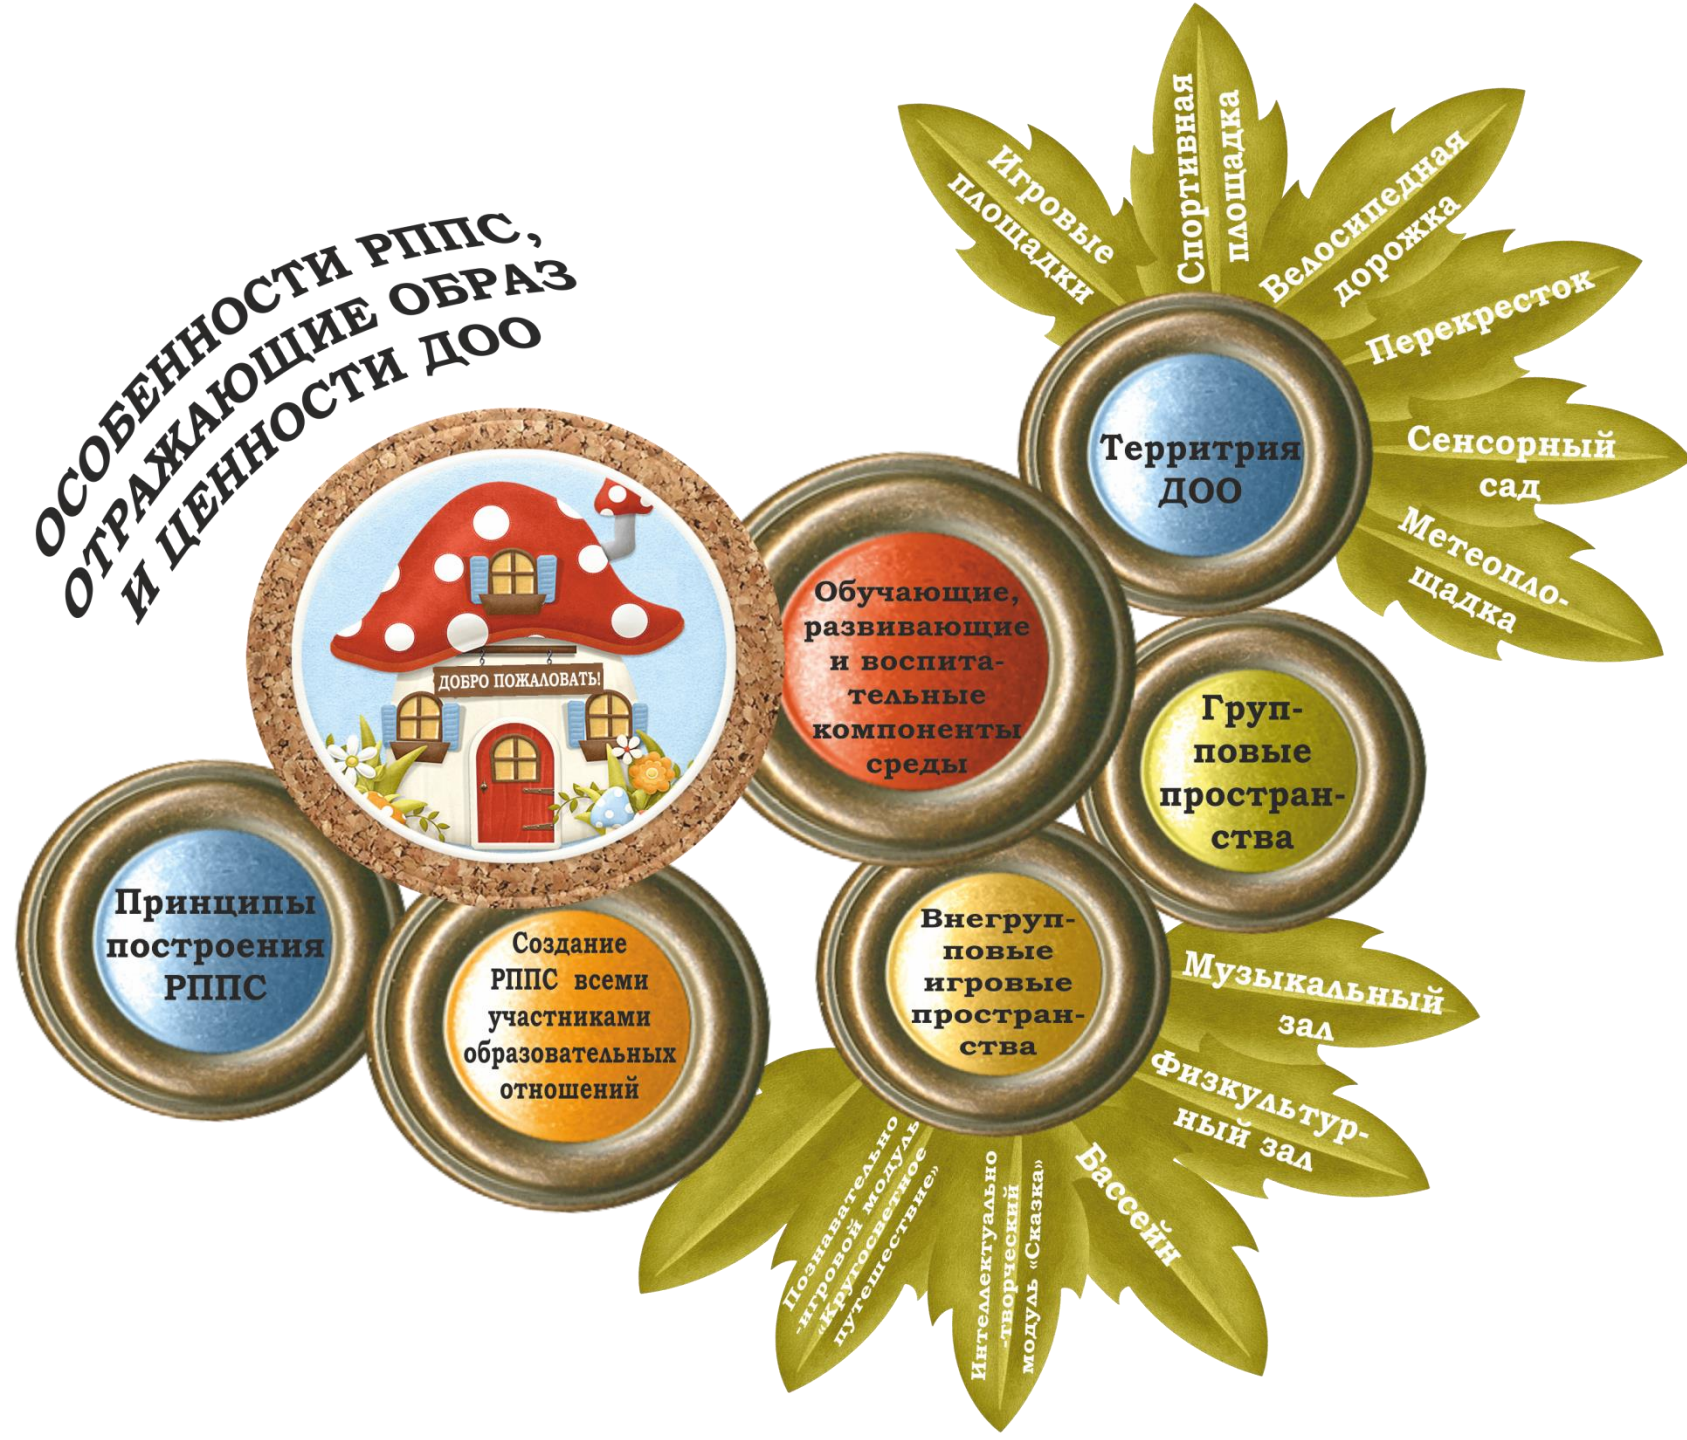 ОСОБЕННОСТИ РППС,
ОТРАЖАЮЩИЕ ОБРАЗ
И ЦЕННОСТИ ДОО
ДОБРО ПОЖАЛОВАТЬ!
Принципы
построения
РППС
Создание
РППС всеми
участниками
образовательных
отношений
Обучающие,
развивающие
и воспита-
тельные
компоненты
среды
Территрия
ДОО
Игровые
площадки
Спортивная
площадка
Велосипедная
дорожка
Перекресток
Сенсорный
сад
Метеопло-
щадка
Груп-
повые
простран-
ства
Внегруп-
повые
игровые
простран-
ства
Музыкальный
зал
Физкультур-
ный зал
Бассейн
Интеллектуально
-творческий
модуль «Сказка»
Познавательно
-игровой модуль
«Кругосветное
путешествие»